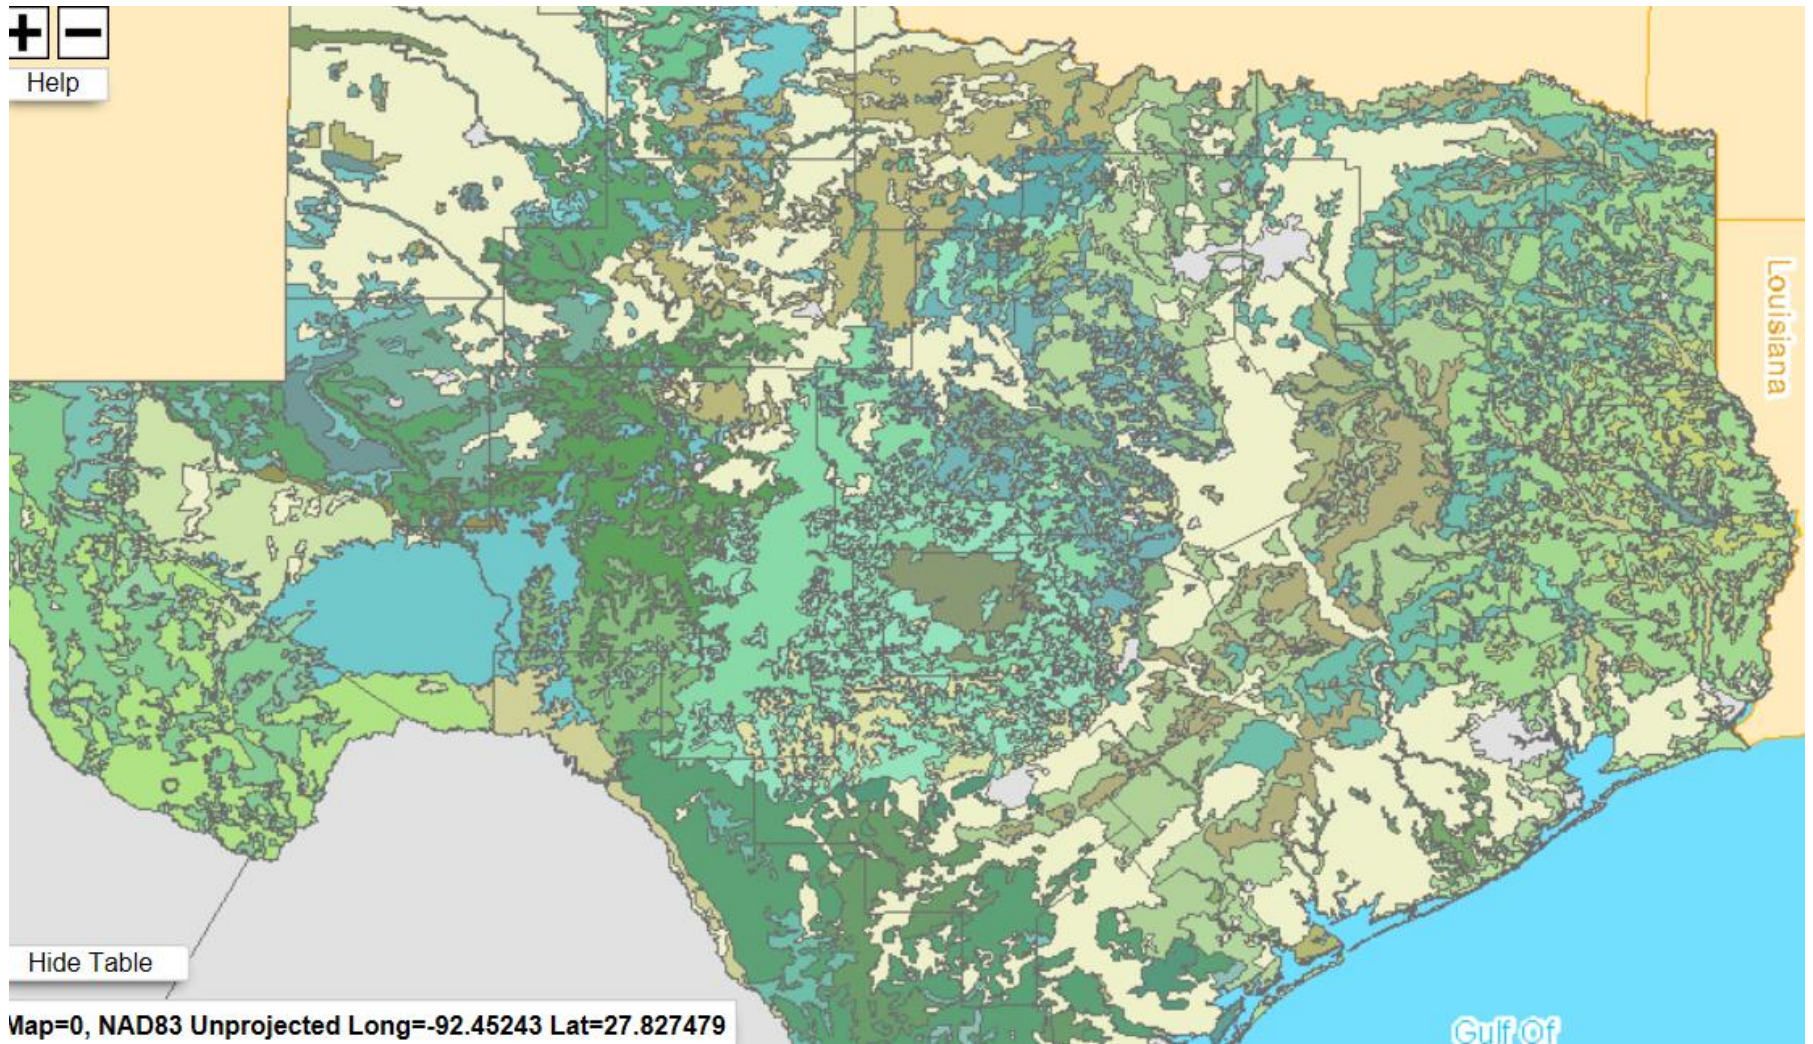 + −
Help
Louisiana
Hide Table
Map=0, NAD83 Unprojected Long=-92.45243 Lat=27.827479
Gulf Of